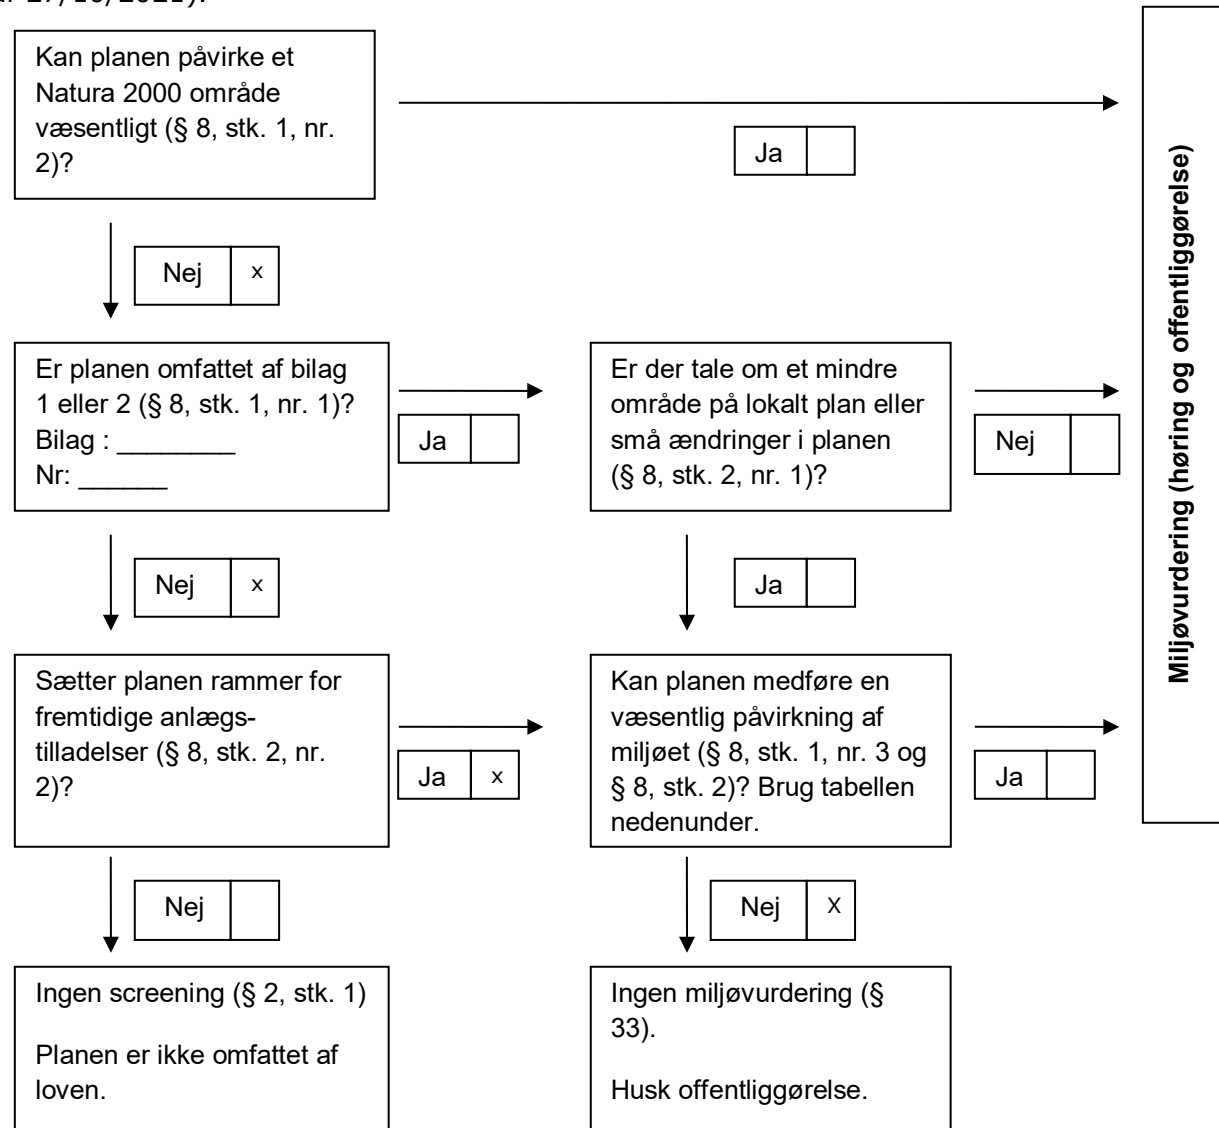 Kan planen påvirke et
Natura 2000 område
væsentligt (§ 8, stk. 1, nr.
2)?
Ja
Miljøvurdering (høring og offentliggørelse)
Nej x
Er planen omfattet af bilag
1 eller 2 (§ 8, stk. 1, nr. 1)?
Bilag : ________
Nr: ______
Ja
Er der tale om et mindre
område på lokalt plan eller
små ændringer i planen
(§ 8, stk. 2, nr. 1)?
Nej
Nej x
Ja
Sætter planen rammer for
fremtidige anlægs-
tilladelser (§ 8, stk. 2, nr.
2)?
Ja x
Kan planen medføre en
væsentlig påvirkning af
miljøet (§ 8, stk. 1, nr. 3 og
§ 8, stk. 2)? Brug tabellen
nedenunder.
Ja
Nej
Nej X
Ingen screening (§ 2, stk. 1)
Planen er ikke omfattet af
loven.
Ingen miljøvurdering (§
33).
Husk offentliggørelse.